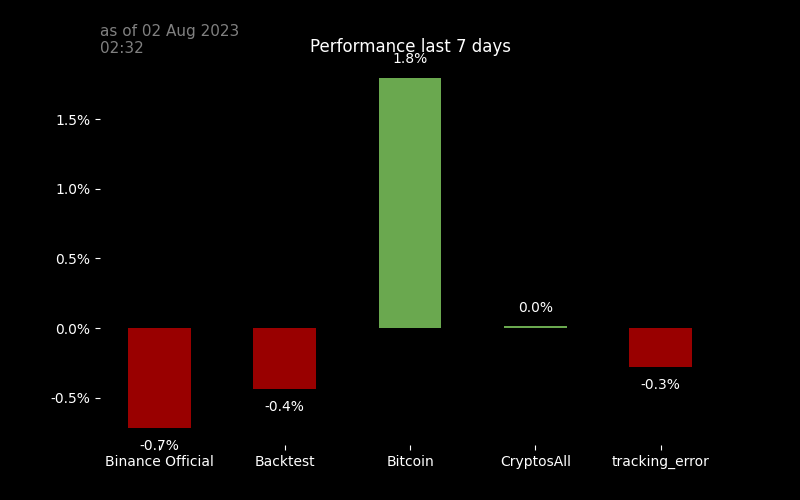 as of 02 Aug 2023
02:32
Performance last 7 days
1.8%
1.5%
1.0%
0.5%
0.0%
0.0%
-0.5%
-0.3%
-0.4%
-0.7%
Binance Official
Backtest
Bitcoin
CryptosAll
tracking_error